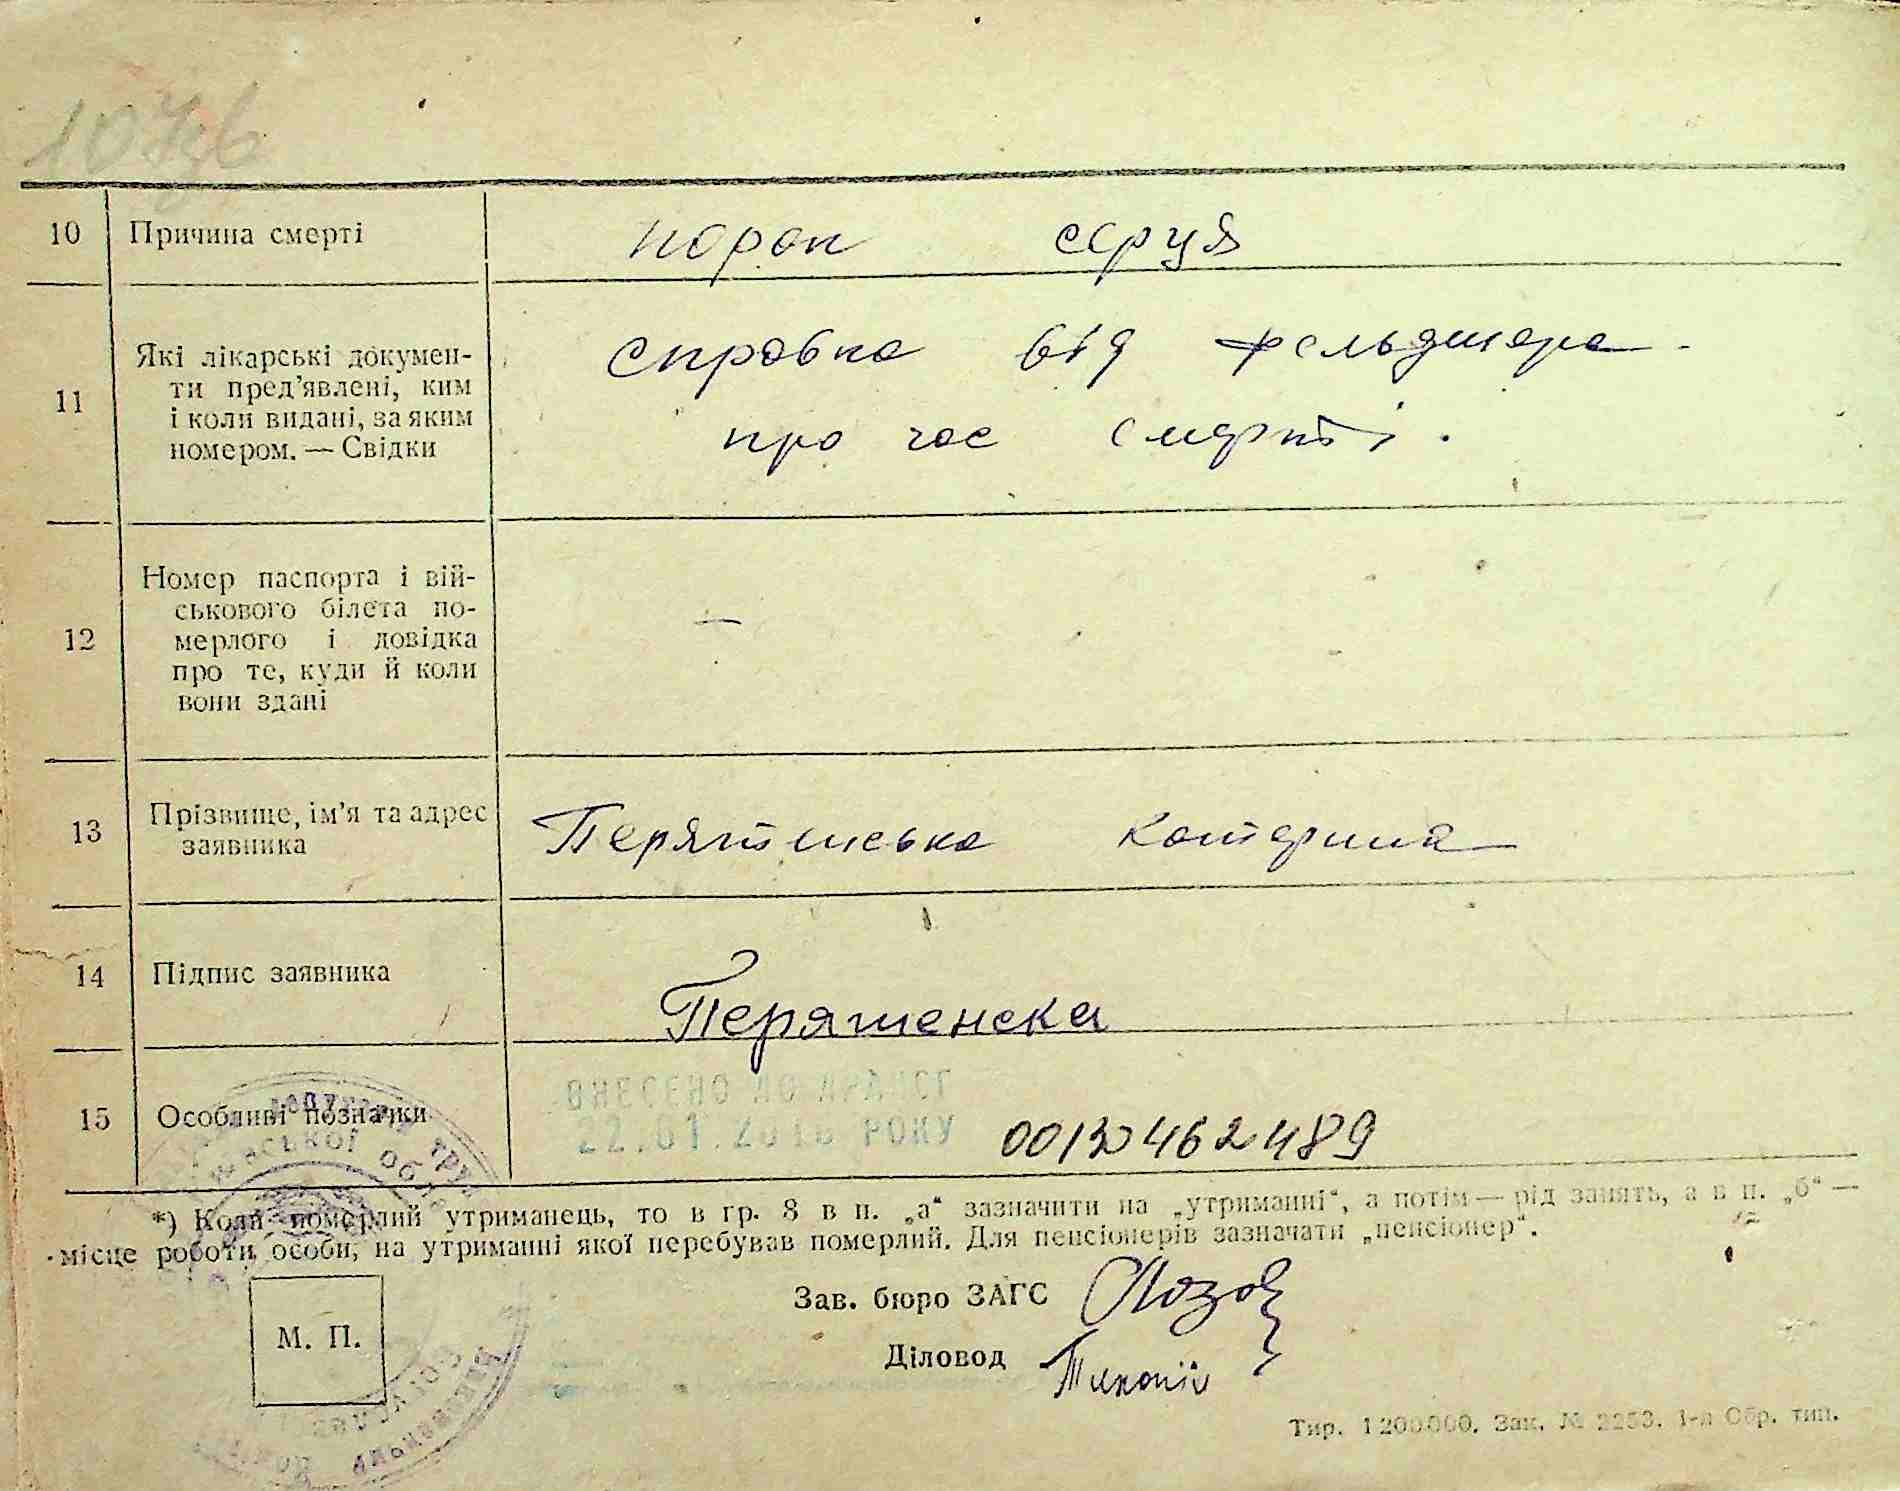 10
Причина смерті
порок серця
11
Які лікарські докумен-
ти пред'явлені, ким
і коли видані, за яким
номером. — Свідки
справка від фельдшера
про час смерті.
12
Номер паспорта і вій-
ськового білета по-
мерлого і довідка
про те, куди й коли
вони здані
—
13
Прізвище, ім'я та адрес
заявника
Перятинська Катерина
14
Підпис заявника
Перятенска
15
Особливі позначки
ВНЕСЕНО ДО ДРАЦСГ
22.01.2018 РОКУ
00130462489
*) Коли померлий утриманець, то в гр. 8 в п. „а“ зазначити на „утриманні“, а потім — рід занять, а в п. „б“ —
місце роботи особи, на утриманні якої перебував померлий. Для пенсіонерів зазначати „пенсіонер“.
Зав. бюро ЗАГС
М. П.
Діловод
Тир. 1200000. Зак. № 2253. 1-а Обр. тип.